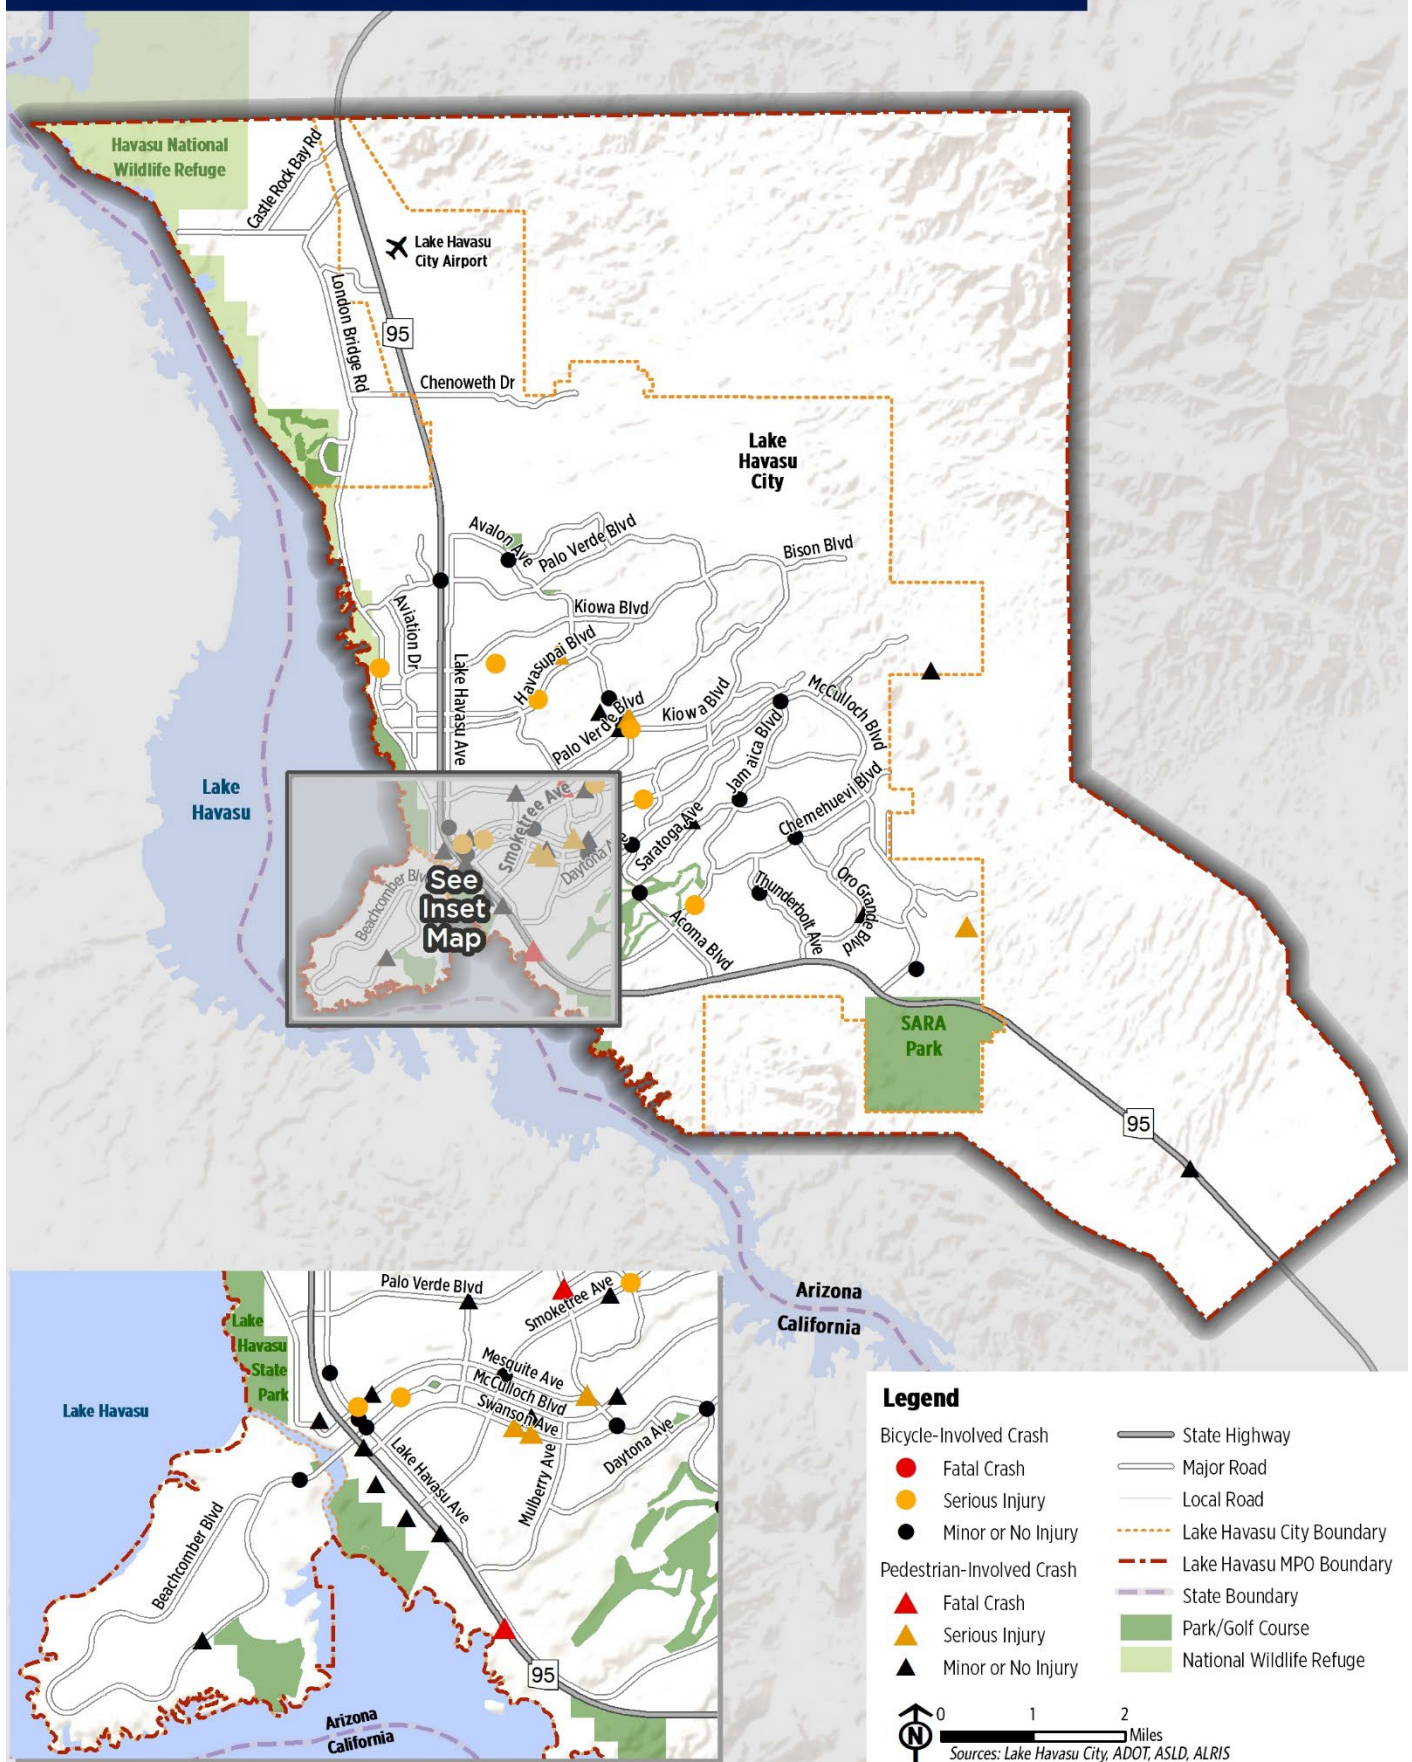 Havasu National
Wildlife Refuge
Castle Rock Bay Rd
Lake Havasu
City Airport
London Bridge Rd
95
Chenoweth Dr
Lake
Havasu
City
Avalon Ave
Palo Verde Blvd
Bison Blvd
Aviation Dr
Kiowa Blvd
Lake Havasu Ave
Havasupai Blvd
McCulloch Blvd
Kiowa Blvd
Palo Verde Blvd
Jamaica Blvd
Lake
Havasu
Smoketree Ave
Chemehuevi Blvd
Saratoga Ave
Daytona A
e
Beachcomber Blv
See
Inset
Map
Thunderbolt Ave
Oro Grande Blvd
Acoma Blvd
SARA
Park
95
Arizona
California
Palo Verde Blvd
Smoketree Ave
Lake
Havasu
State
Park
Mesquite Ave
McCulloch Blvd
Swanson Ave
Lake Havasu
Daytona Ave
Lake Havasu Ave
Mulberry Ave
Beachcomber Blvd
95
Arizona
California
Legend
Bicycle-Involved Crash
Fatal Crash
Serious Injury
Minor or No Injury
Pedestrian-Involved Crash
Fatal Crash
Serious Injury
Minor or No Injury
State Highway
Major Road
Local Road
Lake Havasu City Boundary
Lake Havasu MPO Boundary
State Boundary
Park/Golf Course
National Wildlife Refuge
N
0 1 2
Miles
Sources: Lake Havasu City, ADOT, ASLD, ALRIS